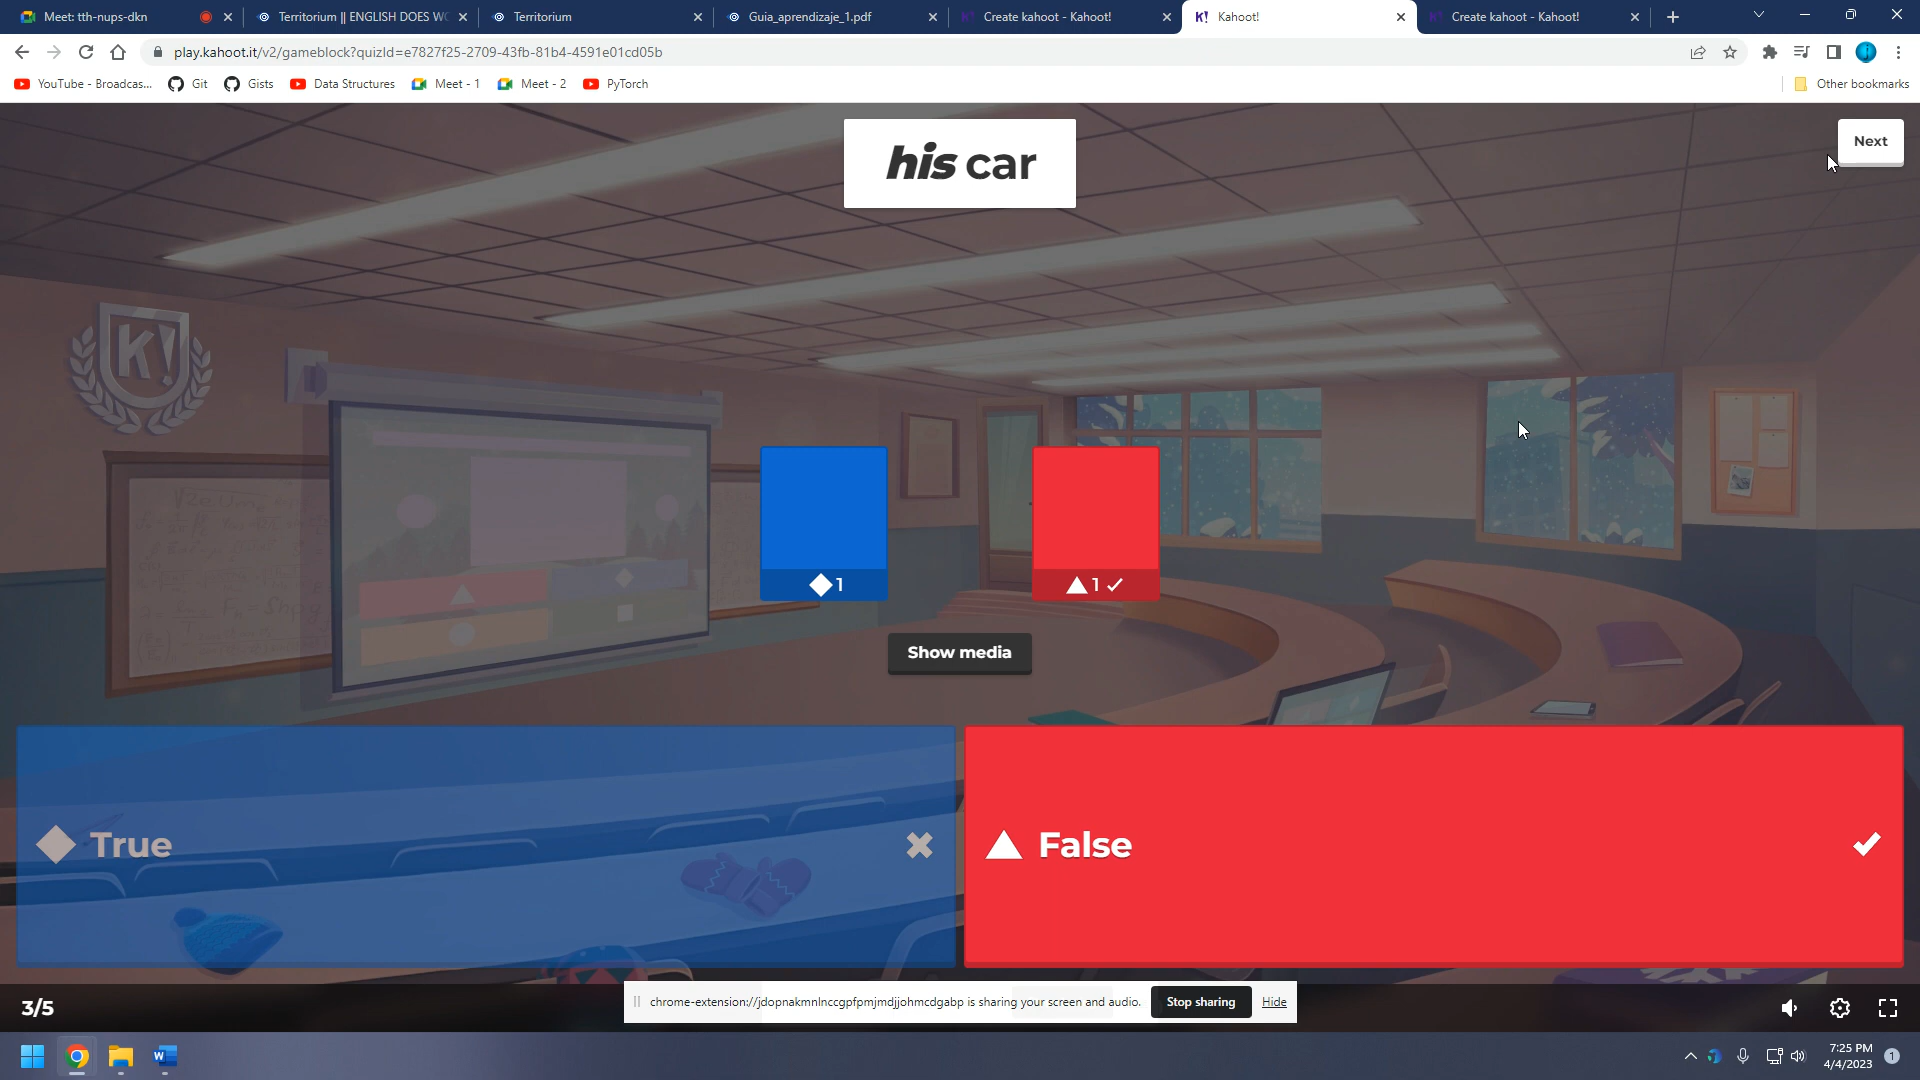 Meet: tth-nups-dkn
Territorium || ENGLISH DOES WO
Territorium
Guia_aprendizaje_1.pdf
Create kahoot - Kahoot!
K! Kahoot!
Create kahoot - Kahoot!
play.kahoot.it/v2/gameblock?quizId=e7827f25-2709-43fb-81b4-4591e01cd05b
YouTube - Broadcas...
Git
Gists
Data Structures
Meet - 1
Meet - 2
PyTorch
Other bookmarks
his car
Next
K!
1
1
Show media
True
False
3/5
chrome-extension://jdopnakmnlnccgpfpmjmdjjohmcdgabp is sharing your screen and audio.
Stop sharing
Hide
7:25 PM
4/4/2023
1